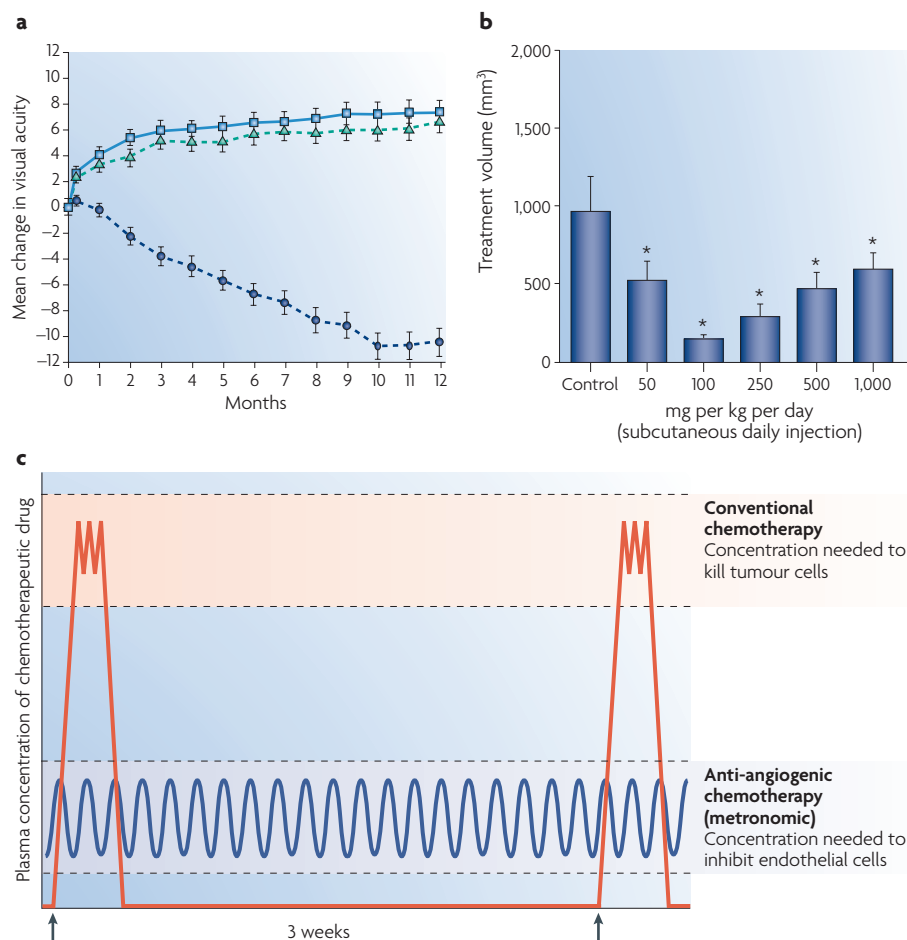 a
12
10
8
6
4
2
0
−2
−4
−6
−8
−10
−12
Mean change in visual acuity
0 1 2 3 4 5 6 7 8 9 10 11 12
Months
b
2,000
1,500
1,000
500
0
Treatment volume (mm³)
* * * * *
Control 50 100 250 500 1,000
mg per kg per day
(subcutaneous daily injection)
c
Plasma concentration of chemotherapeutic drug
Conventional
chemotherapy
Concentration needed to
kill tumour cells
Anti-angiogenic
chemotherapy
(metronomic)
Concentration needed to
inhibit endothelial cells
3 weeks